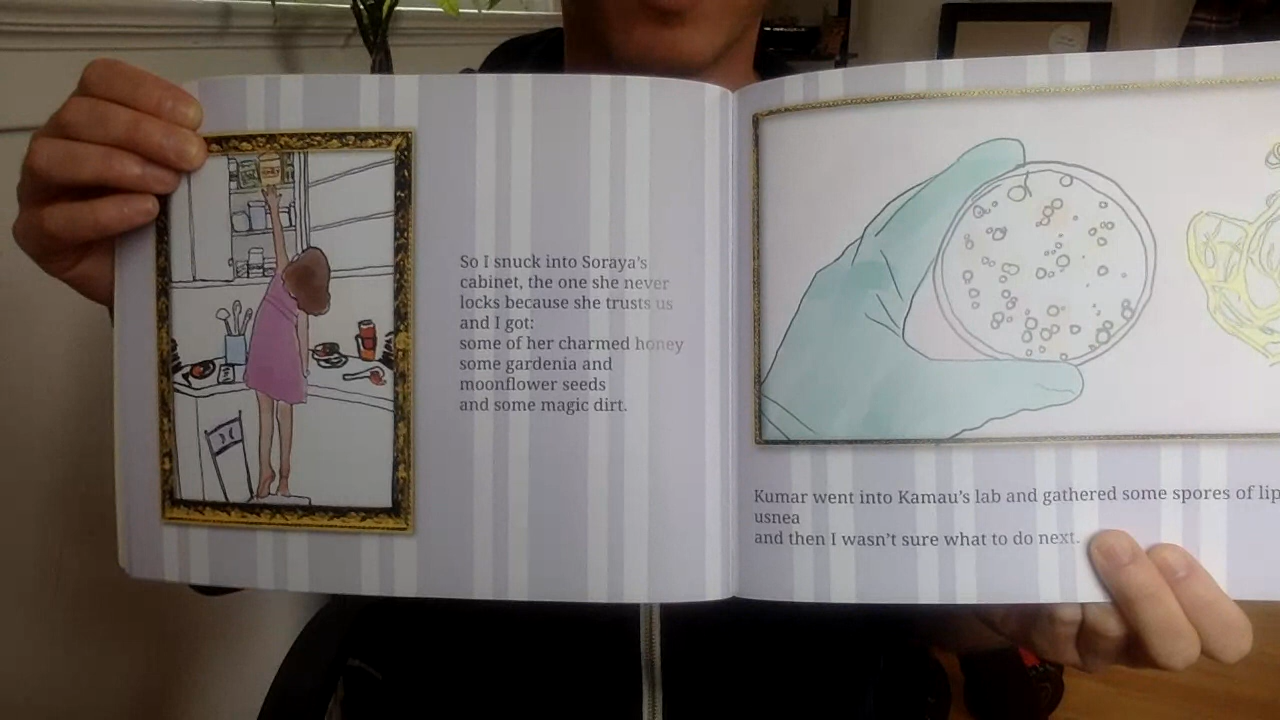 So I snuck into Soraya's
cabinet, the one she never
locks because she trusts us
and I got:
some of her charmed honey
some gardenia and
moonflower seeds
and some magic dirt.
Kumar went into Kamau's lab and gathered some spores of
usnea
and then I wasn't sure what to do next.